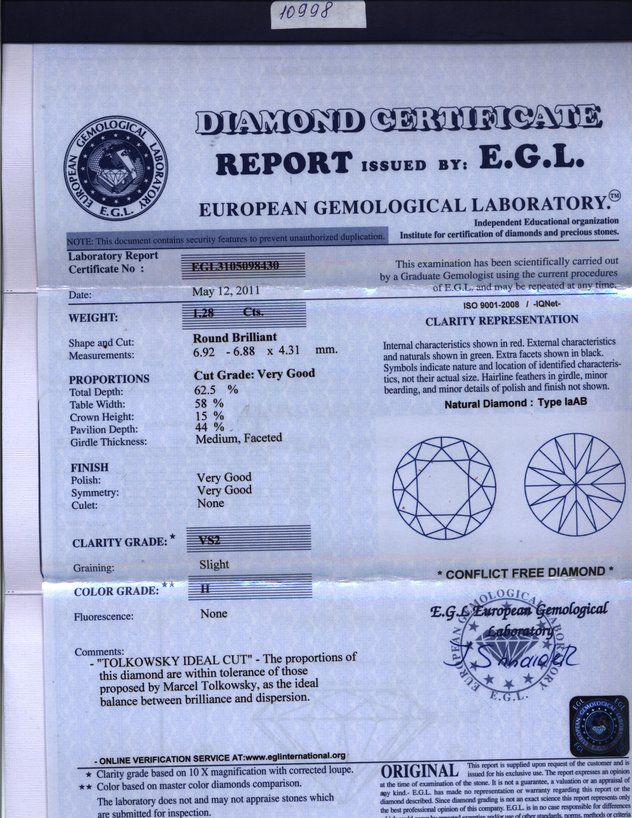 10998
DIAMOND CERTIFICATE
REPORT ISSUED BY: E.G.L.
EUROPEAN GEMOLOGICAL LABORATORY
E.G.L.
EUROPEAN GEMOLOGICAL LABORATORY.™
Independent Educational organization
Institute for certification of diamonds and precious stones.
NOTE: This document contains security features to prevent unauthorized duplication.
Laboratory Report
Certificate No : EGL3105098430
Date: May 12, 2011
WEIGHT: 1.28 Cts.
Shape and Cut: Round Brilliant
Measurements: 6.92 - 6.88 x 4.31 mm.
PROPORTIONS Cut Grade: Very Good
Total Depth: 62.5 %
Table Width: 58 %
Crown Height: 15 %
Pavilion Depth: 44 %
Girdle Thickness: Medium, Faceted
FINISH
Polish: Very Good
Symmetry: Very Good
Culet: None
CLARITY GRADE: * VS2
Graining: Slight
COLOR GRADE: ** H
Fluorescence: None
Comments:
- "TOLKOWSKY IDEAL CUT" - The proportions of
this diamond are within tolerance of those
proposed by Marcel Tolkowsky, as the ideal
balance between brilliance and dispersion.
This examination has been scientifically carried out
by a Graduate Gemologist using the current procedures
of E.G.L. and may be repeated at any time.
ISO 9001-2008 / -IQNet-
CLARITY REPRESENTATION
Internal characteristics shown in red. External characteristics
and naturals shown in green. Extra facets shown in black.
Symbols indicate nature and location of identified characteris-
tics, not their actual size. Hairline feathers in girdle, minor
bearding, and minor details of polish and finish not shown.
Natural Diamond : Type IaAB
* CONFLICT FREE DIAMOND *
E.G.L European Gemological
Laboratory
EUROPEAN GEMOLOGICAL LABORATORY
E.G.L.
- ONLINE VERIFICATION SERVICE AT:www.eglinternational.org
* Clarity grade based on 10 X magnification with corrected loupe.
** Color based on master color diamonds comparison.
The laboratory does not and may not appraise stones which
are submitted for inspection.
ORIGINAL This report is supplied upon request of the customer and is
issued for his exclusive use. The report expresses an opinion
at the time of examination of the stone. It is not a guarantee, a valuation or an appraisal of
any kind.- E.G.L. has made no representation or warranty regarding this report or the
diamond described. Since diamond grading is not an exact science this report represents only
the best professional opinion of this company. E.G.L. is in no case responsible for differences